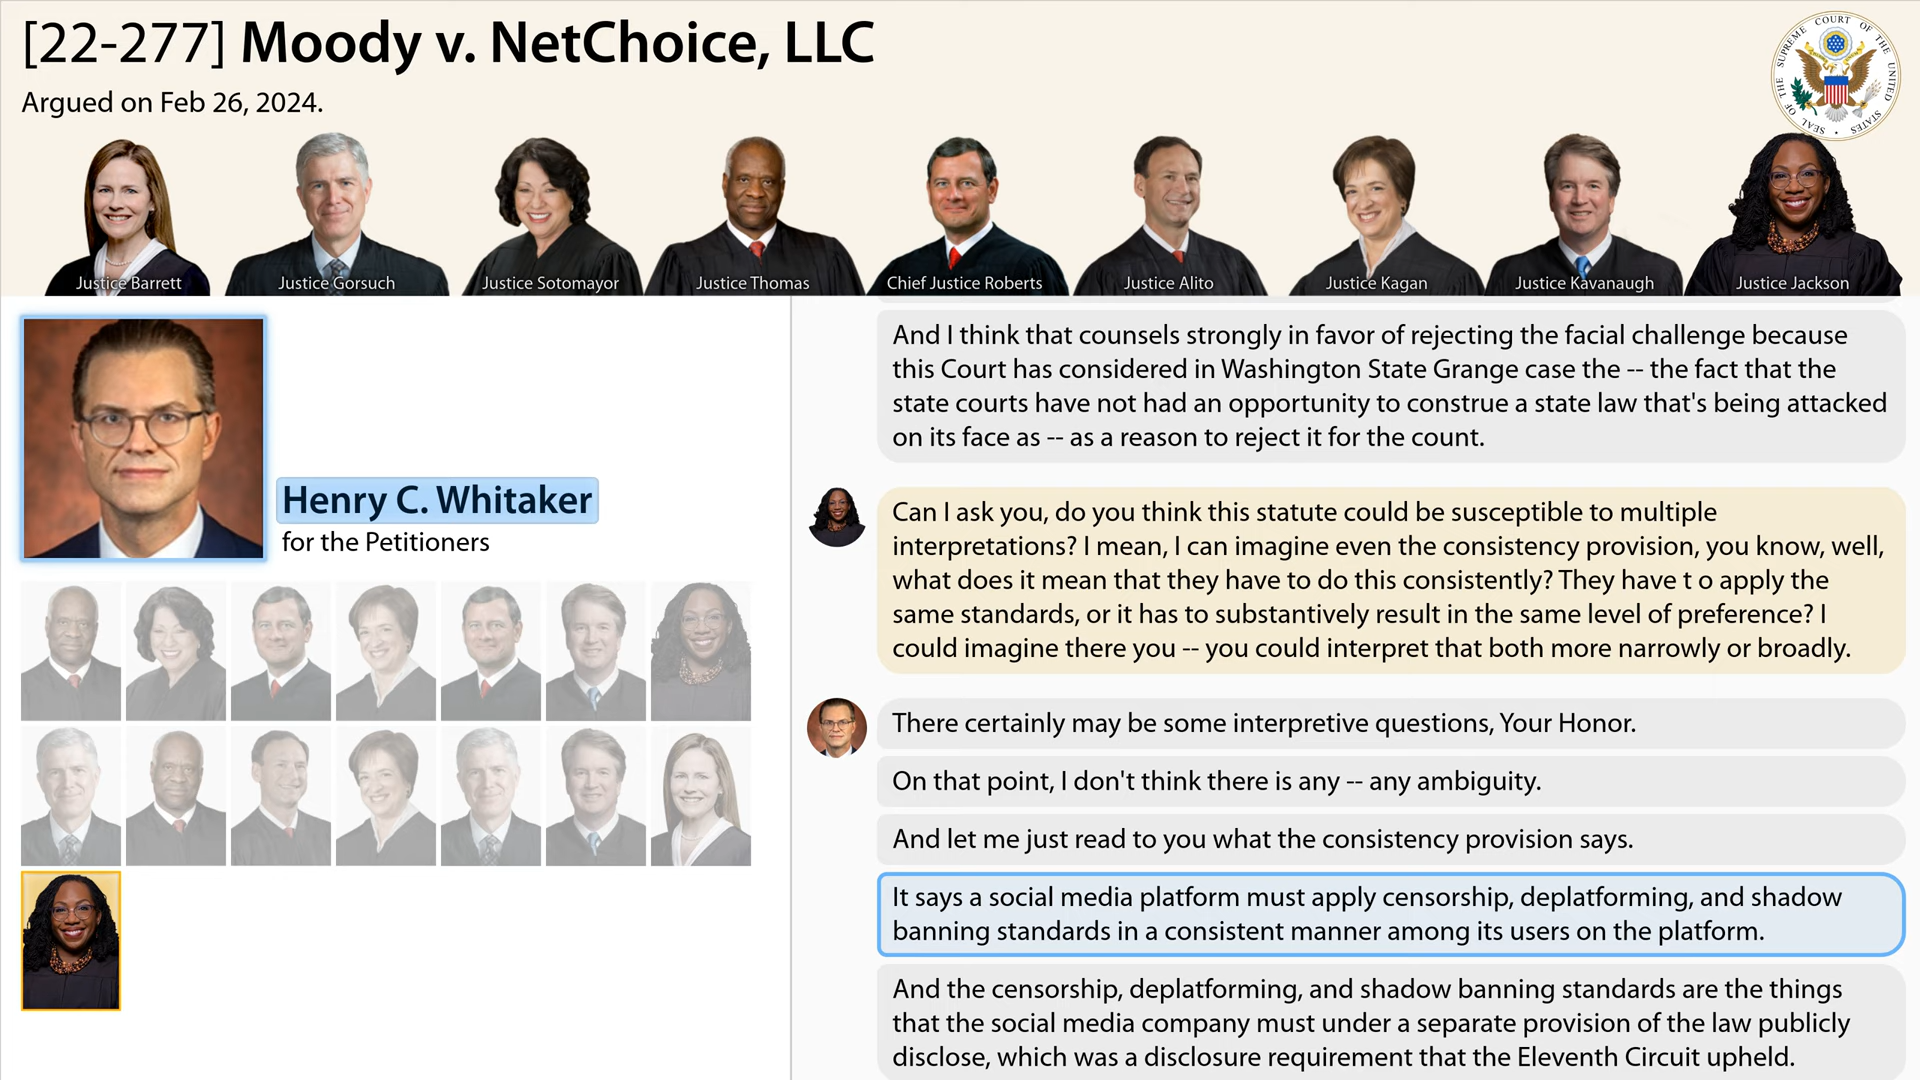 [22-277] Moody v. NetChoice, LLC
Argued on Feb 26, 2024.
SEAL OF THE SUPREME COURT OF THE UNITED STATES
Justice Barrett
Justice Gorsuch
Justice Sotomayor
Justice Thomas
Chief Justice Roberts
Justice Alito
Justice Kagan
Justice Kavanaugh
Justice Jackson
Henry C. Whitaker
for the Petitioners
And I think that counsels strongly in favor of rejecting the facial challenge because
this Court has considered in Washington State Grange case the -- the fact that the
state courts have not had an opportunity to construe a state law that's being attacked
on its face as -- as a reason to reject it for the count.
Can I ask you, do you think this statute could be susceptible to multiple
interpretations? I mean, I can imagine even the consistency provision, you know, well,
what does it mean that they have to do this consistently? They have t o apply the
same standards, or it has to substantively result in the same level of preference? I
could imagine there you -- you could interpret that both more narrowly or broadly.
There certainly may be some interpretive questions, Your Honor.
On that point, I don't think there is any -- any ambiguity.
And let me just read to you what the consistency provision says.
It says a social media platform must apply censorship, deplatforming, and shadow
banning standards in a consistent manner among its users on the platform.
And the censorship, deplatforming, and shadow banning standards are the things
that the social media company must under a separate provision of the law publicly
disclose, which was a disclosure requirement that the Eleventh Circuit upheld.